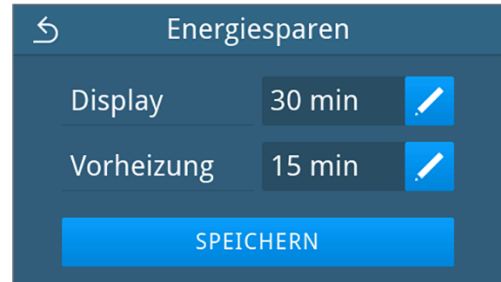 Energiesparen
Display 30 min
Vorheizung 15 min
SPEICHERN